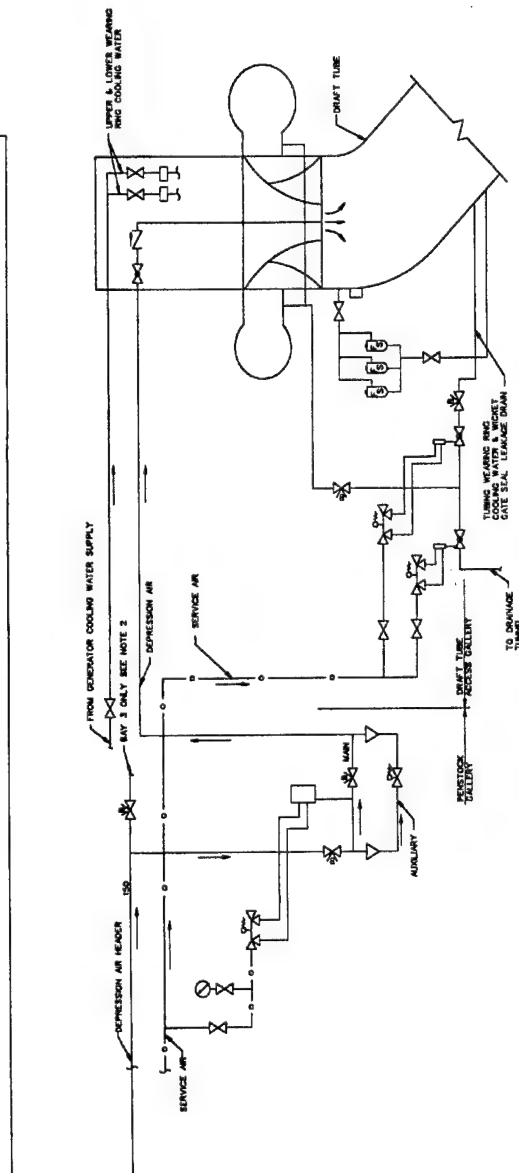 UPPER & LOWER WEARING
RING COOLING WATER
DRAFT TUBE
FROM GENERATOR COOLING WATER SUPPLY
BAY 3 ONLY SEE NOTE 2
DEPRESSION AIR
SERVICE AIR
DEPRESSION AIR HEADER
150
SERVICE AIR
MAIN
AUXILIARY
PENSTOCK
GALLERY
DRAFT TUBE
ACCESS GALLERY
TO DRAINAGE
TUNNEL
TUBING WEARING RING
COOLING WATER & WICKET
GATE SEAL LEAKAGE DRAIN
F S
F S
F S